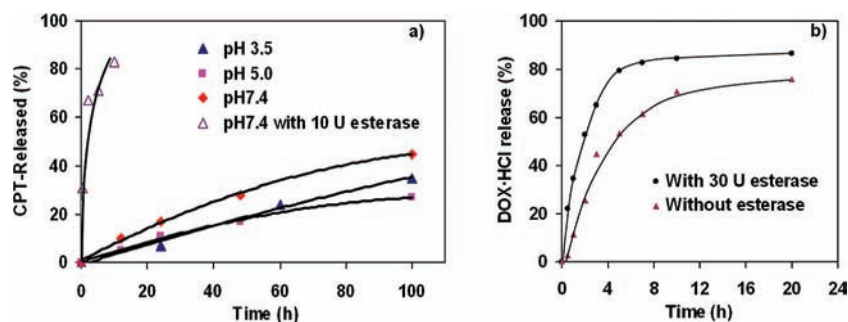 a)
CPT-Released (%)
100
80
60
40
20
0
pH 3.5
pH 5.0
pH7.4
pH7.4 with 10 U esterase
0 20 40 60 80 100
Time (h)
b)
DOX·HCl release (%)
100
80
60
40
20
0
With 30 U esterase
Without esterase
0 4 8 12 16 20 24
Time (h)